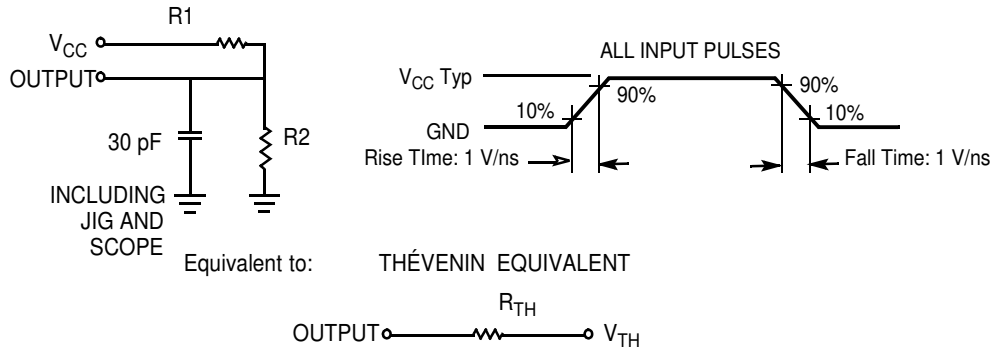 R1
VCC
OUTPUT
30 pF
R2
INCLUDING
JIG AND
SCOPE
ALL INPUT PULSES
VCC Typ
90%
90%
10%
10%
GND
Rise TIme: 1 V/ns
Fall Time: 1 V/ns
Equivalent to:
THÉVENIN EQUIVALENT
RTH
OUTPUT
VTH